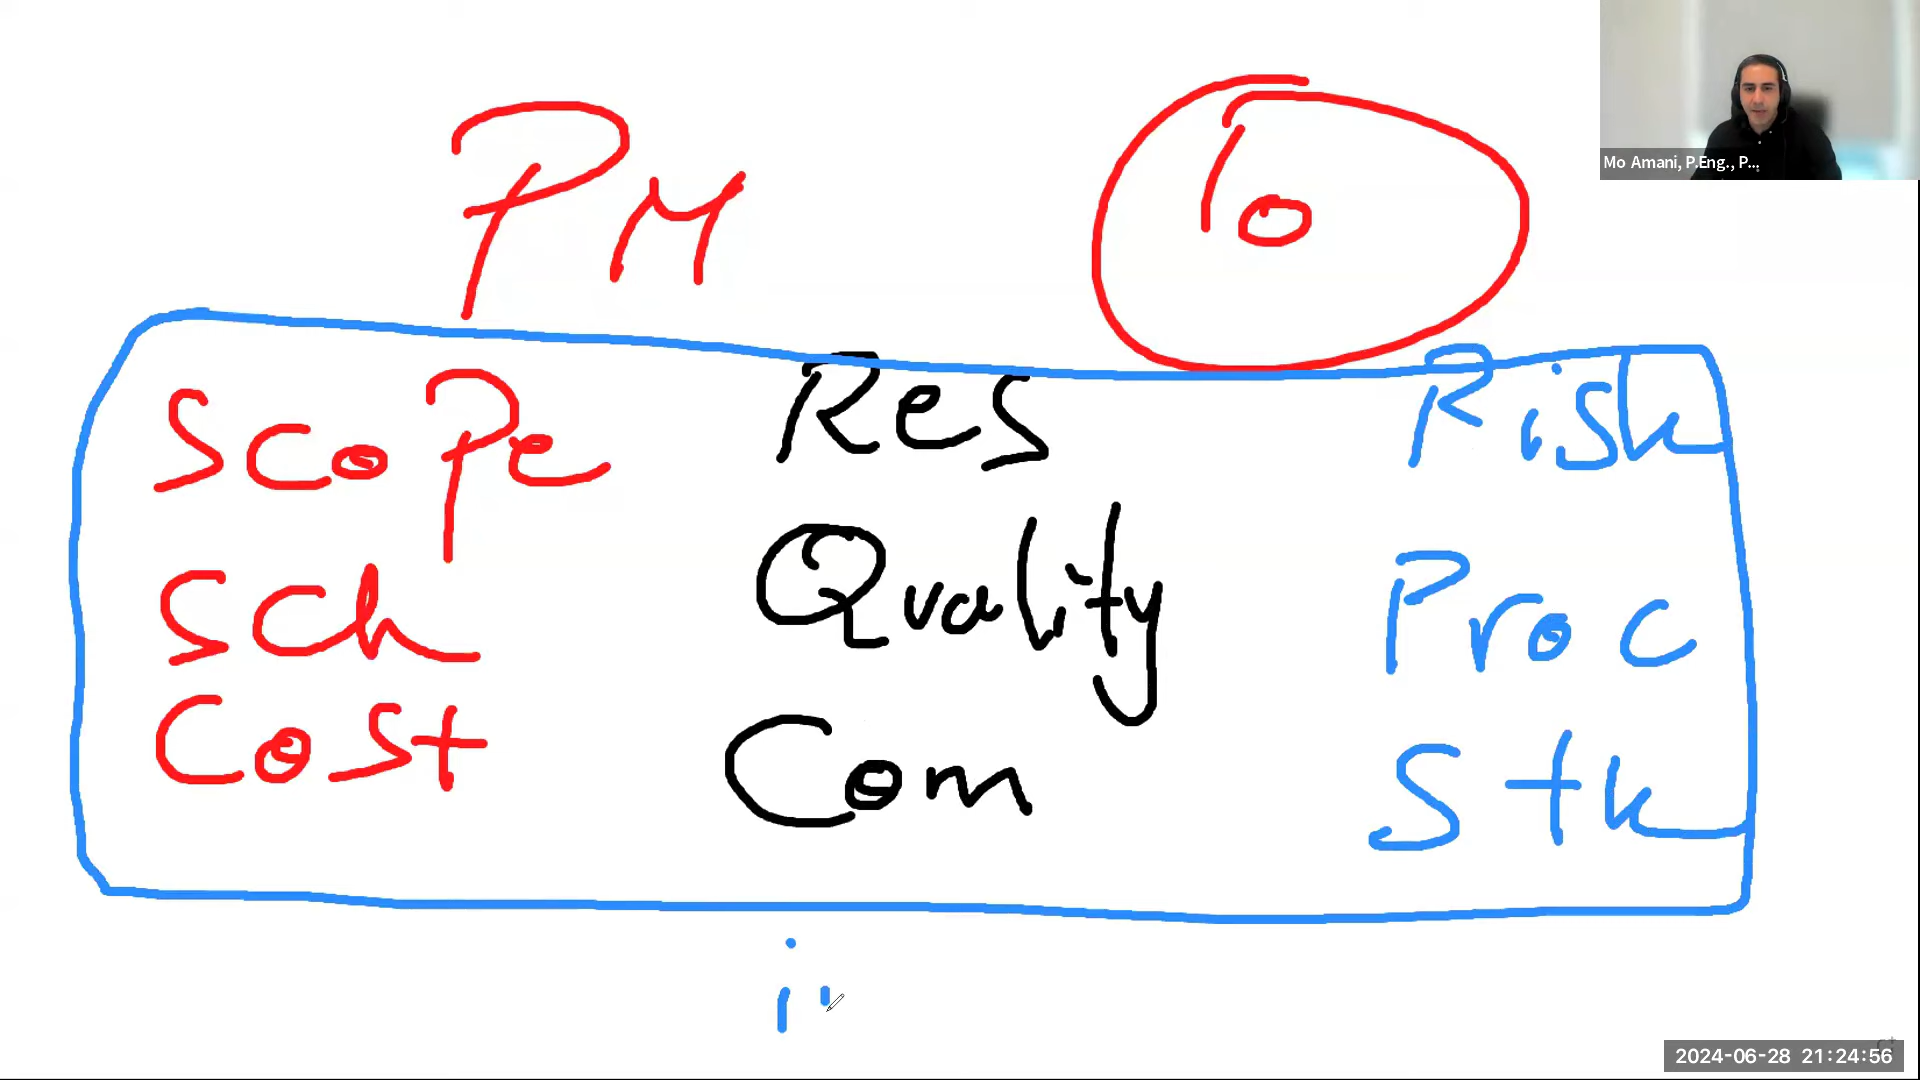 Mo Amani, P.Eng., P...
PM
10
Scope Res Risk
Sch Quality Proc
Cost Com Stk
i
2024-06-28 21:24:56